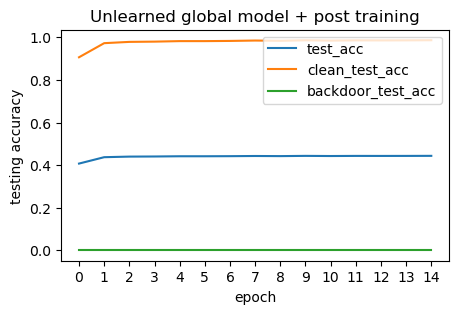 Unlearned global model + post training
testing accuracy
1.0
0.8
0.6
0.4
0.2
0.0
test_acc
clean_test_acc
backdoor_test_acc
0 1 2 3 4 5 6 7 8 9 10 11 12 13 14
epoch